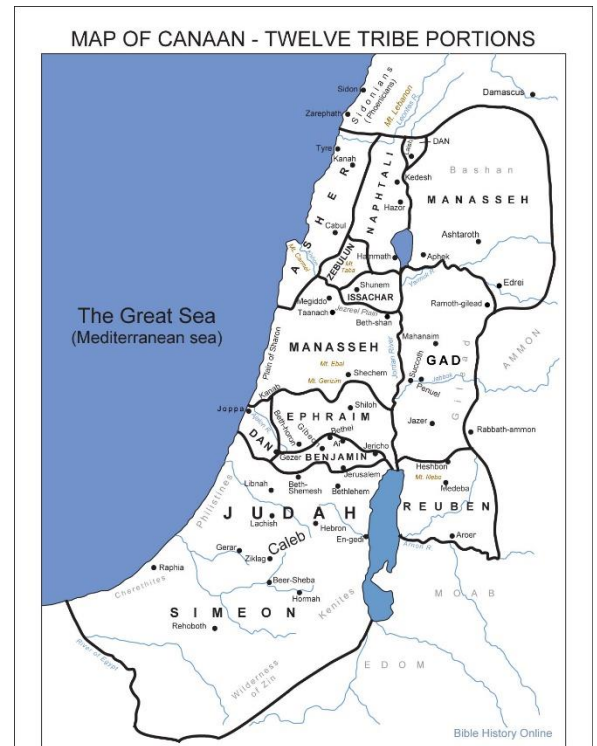 MAP OF CANAAN - TWELVE TRIBE PORTIONS
Sidon
Sidonians
(Phoenicians)
Mt. Lebanon
Leontes R.
Damascus
Zarephath
Tyre
Kanah
DAN
Kedesh
Bashan
ASHER
NAPHTALI
Hazor
MANASSEH
Cabul
Ashtaroth
Mt. Carmel
ZEBULUN
Hammath
Aphek
Shunem
ISSACHAR
Yarmuk R.
Edrei
Megiddo
Ramoth-gilead
Taanach
Jezreel Plain
Beth-shan
The Great Sea
(Mediterranean sea)
Plain of Sharon
MANASSEH
Mahanaim
GAD
AMMON
Mt. Ebal
Shechem
Mt. Gerizim
Succoth
Jabbok R.
Penuel
Gilead
Kanah
Joppa
EPHRAIM
Shiloh
Beth-horon
Gibeon
Bethel
Ai
Jazer
Rabbath-ammon
DAN
Gezer
BENJAMIN
Jericho
Heshbon
Jerusalem
Mt. Nebo
Libnah
Beth-
Shemesh
Bethlehem
Medeba
Philistines
JUDAH
REUBEN
Lachish
Hebron
Caleb
En-gedi
Arnon R.
Aroer
Gerar
Ziklag
Raphia
Cherethites
Beer-Sheba
Hormah
Kenites
MOAB
SIMEON
Rehoboth
River of Egypt
Wilderness
of Zin
EDOM
Bible History Online